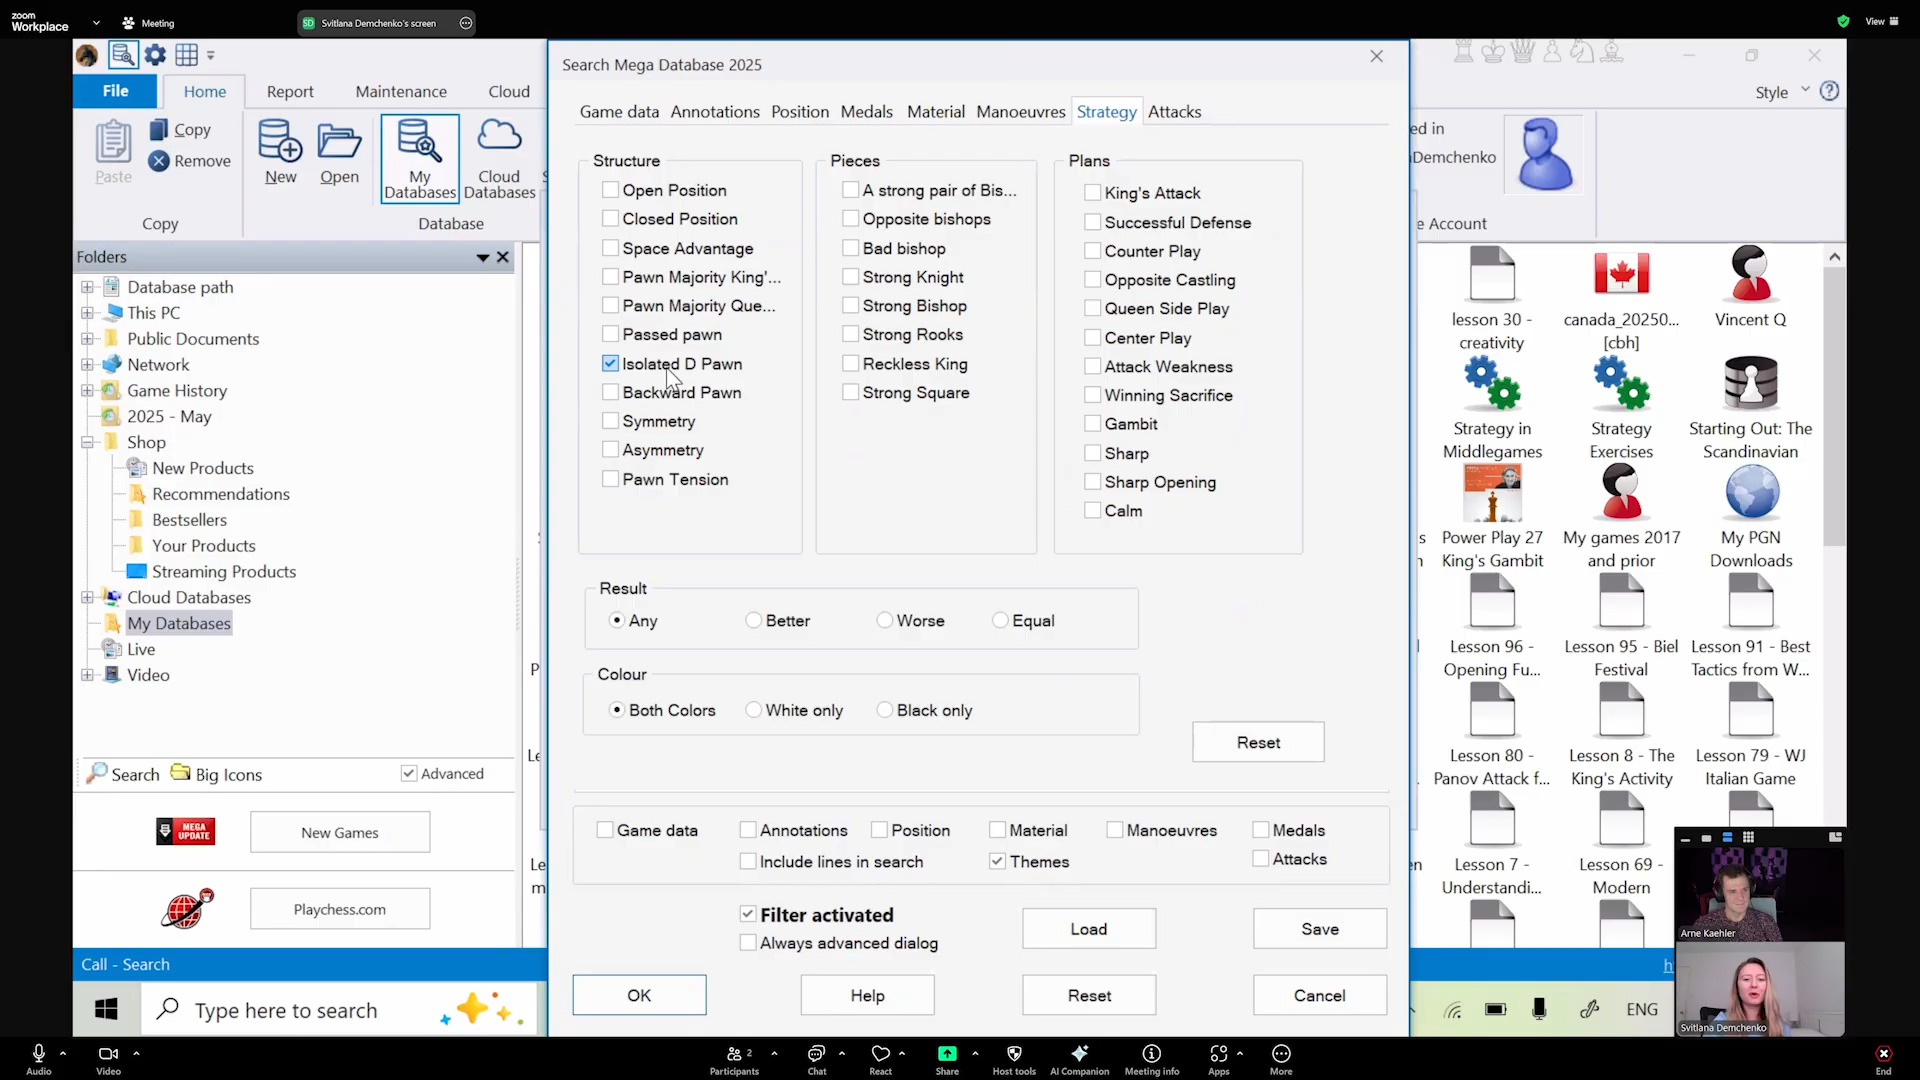 zoom
Workplace
Meeting
SD Svitlana Demchenko's screen
View
File
Home
Report
Maintenance
Cloud
Paste
Copy
Remove
Copy
New
Open
My
Databases
Cloud
Databases
Database
Folders
Database path
This PC
Public Documents
Network
Game History
2025 - May
Shop
New Products
Recommendations
Bestsellers
Your Products
Streaming Products
Cloud Databases
My Databases
Live
Video
Search
Big Icons
Advanced
MEGA
UPDATE
New Games
Playchess.com
Call - Search
Type here to search
Search Mega Database 2025
Game data
Annotations
Position
Medals
Material
Manoeuvres
Strategy
Attacks
Structure
Open Position
Closed Position
Space Advantage
Pawn Majority King'...
Pawn Majority Que...
Passed pawn
Isolated D Pawn
Backward Pawn
Symmetry
Asymmetry
Pawn Tension
Pieces
A strong pair of Bis...
Opposite bishops
Bad bishop
Strong Knight
Strong Bishop
Strong Rooks
Reckless King
Strong Square
Plans
King's Attack
Successful Defense
Counter Play
Opposite Castling
Queen Side Play
Center Play
Attack Weakness
Winning Sacrifice
Gambit
Sharp
Sharp Opening
Calm
Result
Any
Better
Worse
Equal
Colour
Both Colors
White only
Black only
Reset
Game data
Annotations
Position
Material
Manoeuvres
Medals
Include lines in search
Themes
Attacks
Filter activated
Always advanced dialog
Load
Save
OK
Help
Reset
Cancel
Style
ed in
Demchenko
e Account
lesson 30 -
creativity
canada_20250...
[cbh]
Vincent Q
Strategy in
Middlegames
Strategy
Exercises
Starting Out: The
Scandinavian
Power Play 27
King's Gambit
My games 2017
and prior
My PGN
Downloads
Lesson 96 -
Opening Fu...
Lesson 95 - Biel
Festival
Lesson 91 - Best
Tactics from W...
Lesson 80 -
Panov Attack f...
Lesson 8 - The
King's Activity
Lesson 79 - WJ
Italian Game
Lesson 7 -
Understandi...
Lesson 69 -
Modern
ENG
Arne Kaehler
Svitlana Demchenko
Audio
Video
2
Participants
Chat
React
Share
Host tools
AI Companion
Meeting info
Apps
More
End